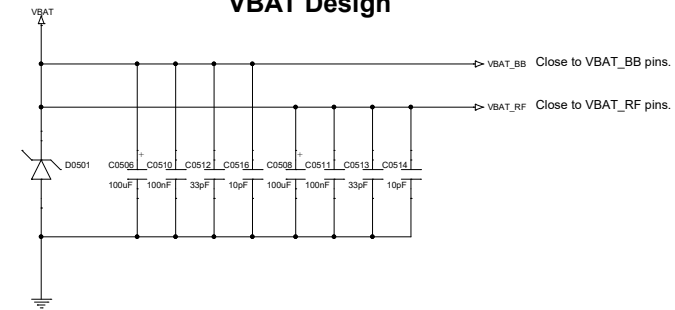 VBAT Design
VBAT
VBAT_BB Close to VBAT_BB pins.
VBAT_RF Close to VBAT_RF pins.
D0501 C0506 + C0510 C0512 C0516 C0508 + C0511 C0513 C0514
100uF 100nF 33pF 10pF 100uF 100nF 33pF 10pF